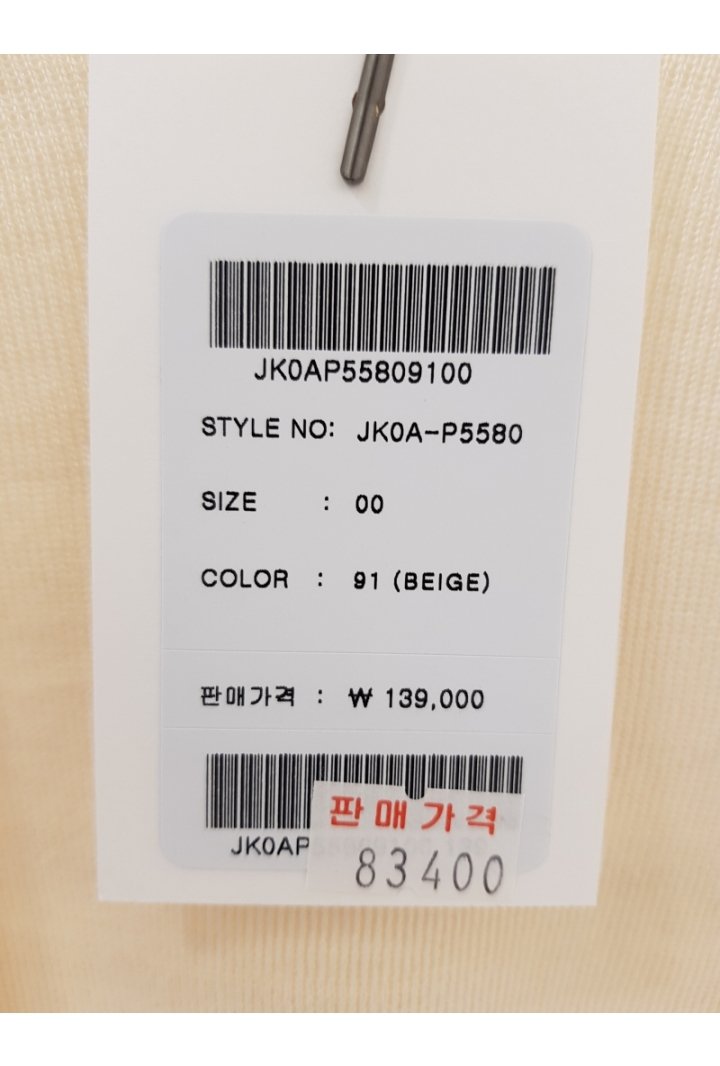 JK0AP55809100
STYLE NO: JK0A-P5580
SIZE : 00
COLOR : 91 (BEIGE)
판매가격 : ₩ 139,000
판매가격
JK0AP
83400